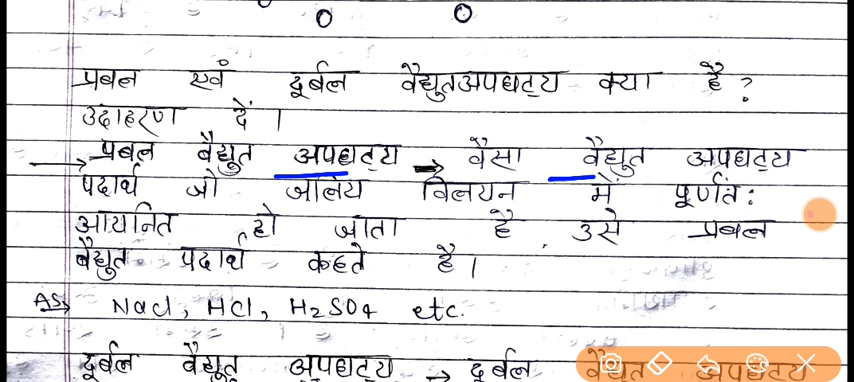 प्रबल एवं दूर्बल वैद्युतअपघट्य क्या है?
उदाहरण दें।
→ प्रबल वैद्युत अपघट्य → वैसा वैद्युत अपघट्य
पदार्थ जो जलिय विलयन में पूर्णत:
आयनित हो जाता है, उसे प्रबल
वैद्युत पदार्थ कहते है।
As → NaCl, HCl, H₂SO₄ etc.
दूर्बल वैद्युत अपघट्य → दूर्बल वैद्युत अपघट्य